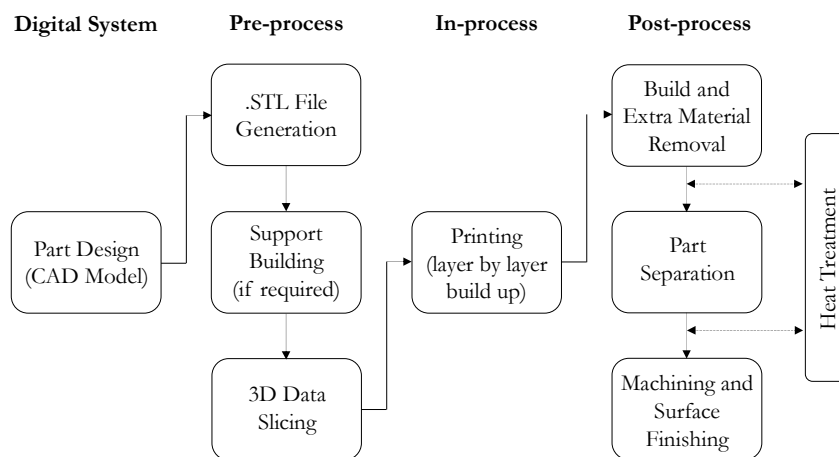 Digital System
Pre-process
In-process
Post-process
.STL File
Generation
Build and
Extra Material
Removal
Part Design
(CAD Model)
Support
Building
(if required)
Printing
(layer by layer
build up)
Part
Separation
Heat Treatment
3D Data
Slicing
Machining and
Surface
Finishing